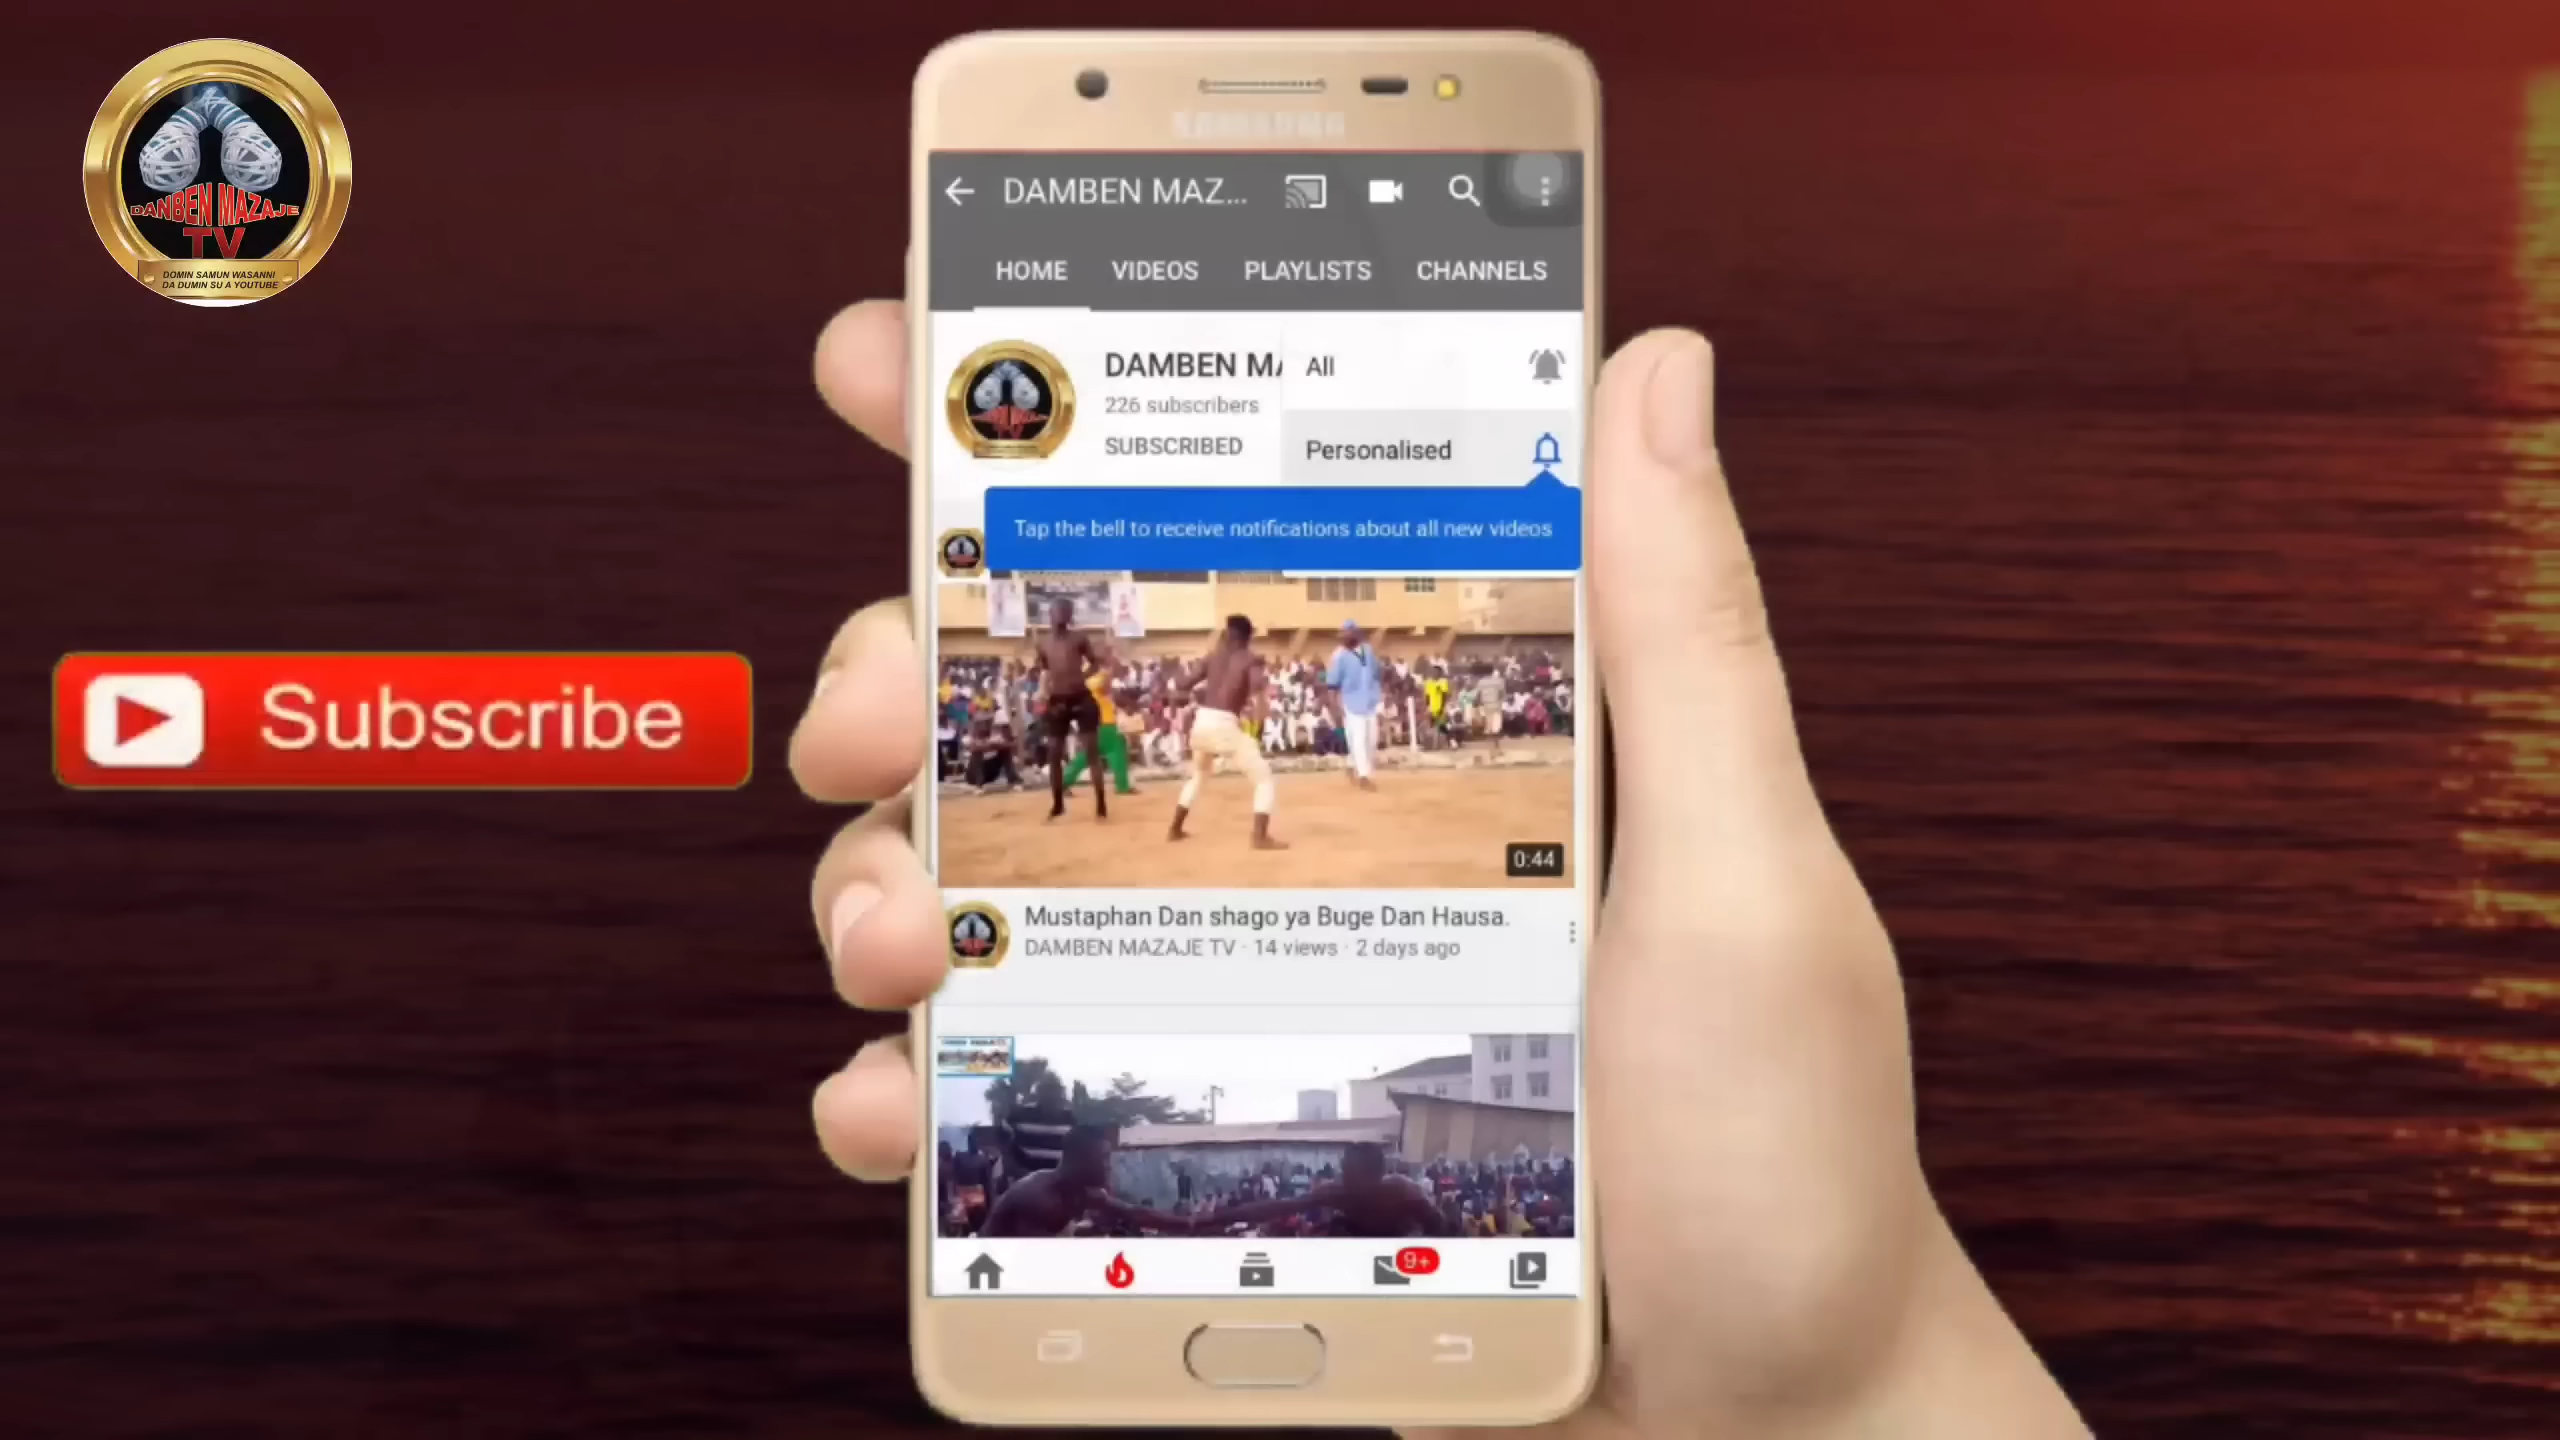 DANBEN MAZAJE
TV
DOMIN SAMUN WASANNI
DA DUMIN SU A YOUTUBE
Subscribe
SAMSUNG
DAMBEN MAZ...
HOME VIDEOS PLAYLISTS CHANNELS
DAMBEN MA
226 subscribers
SUBSCRIBED
All
Personalised
Tap the bell to receive notifications about all new videos
0:44
Mustaphan Dan shago ya Buge Dan Hausa.
DAMBEN MAZAJE TV · 14 views · 2 days ago
9+